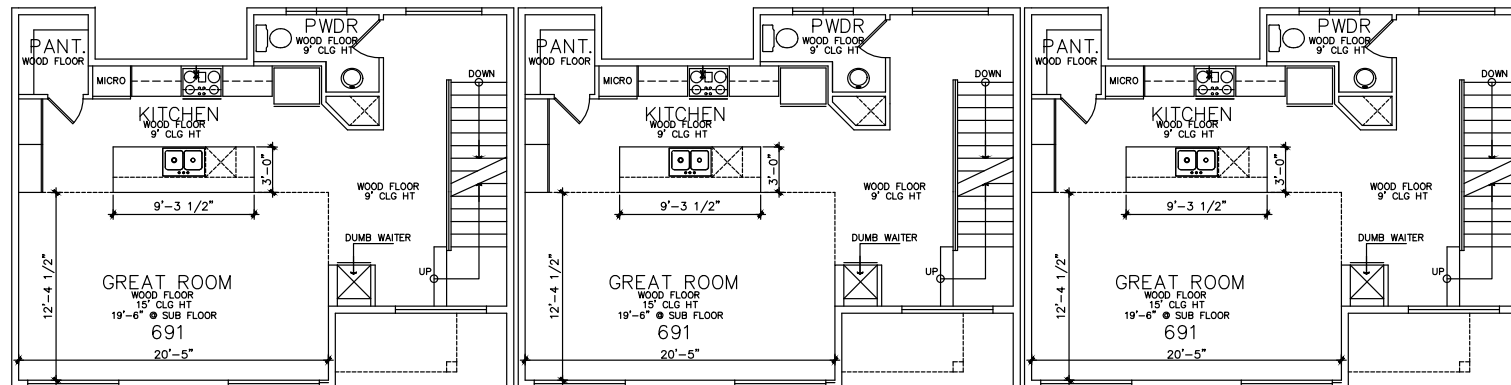 PWDR
WOOD FLOOR
9' CLG HT
PANT.
WOOD FLOOR
MICRO
DOWN
KITCHEN
WOOD FLOOR
9' CLG HT
3'-0"
WOOD FLOOR
9' CLG HT
9'-3 1/2"
DUMB WAITER
UP
12'-4 1/2"
GREAT ROOM
WOOD FLOOR
15' CLG HT
19'-6" @ SUB FLOOR
691
20'-5"
PWDR
WOOD FLOOR
9' CLG HT
PANT.
WOOD FLOOR
MICRO
DOWN
KITCHEN
WOOD FLOOR
9' CLG HT
3'-0"
WOOD FLOOR
9' CLG HT
9'-3 1/2"
DUMB WAITER
UP
12'-4 1/2"
GREAT ROOM
WOOD FLOOR
15' CLG HT
19'-6" @ SUB FLOOR
691
20'-5"
PWDR
WOOD FLOOR
9' CLG HT
PANT.
WOOD FLOOR
MICRO
DOWN
KITCHEN
WOOD FLOOR
9' CLG HT
3'-0"
WOOD FLOOR
9' CLG HT
9'-3 1/2"
DUMB WAITER
UP
12'-4 1/2"
GREAT ROOM
WOOD FLOOR
15' CLG HT
19'-6" @ SUB FLOOR
691
20'-5"